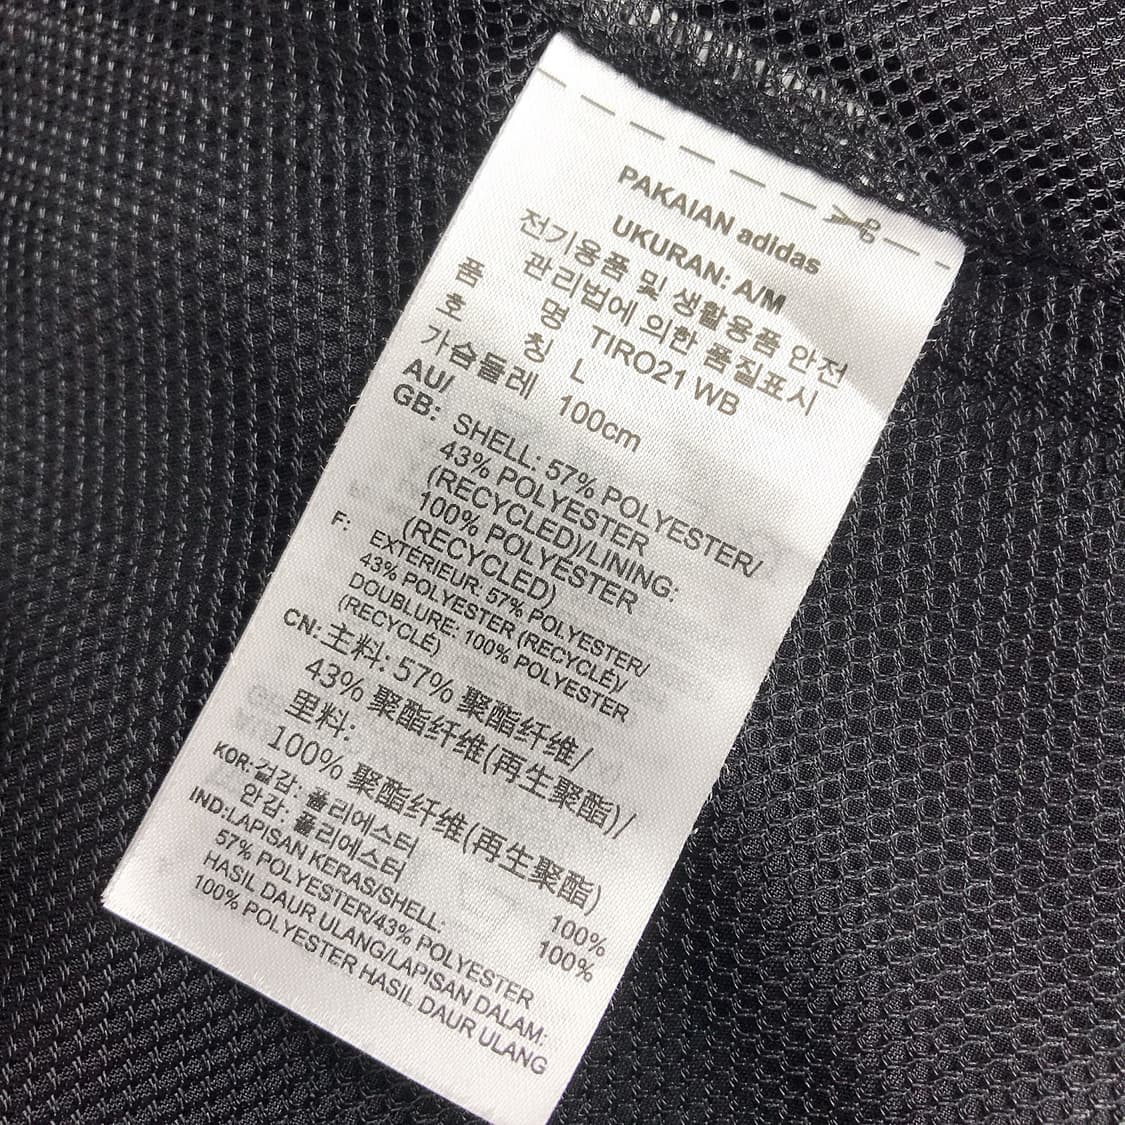 PAKAIAN adidas
UKURAN: A/M
전기용품 및 생활용품 안전
관리법에 의한 품질표시
품 명 TIRO21 WB
호 칭 L
가슴둘레 100cm
AU/
GB: SHELL: 57% POLYESTER/
43% POLYESTER
(RECYCLED)/LINING:
100% POLYESTER
(RECYCLED)
F: EXTÉRIEUR: 57% POLYESTER/
43% POLYESTER (RECYCLÉ)/
DOUBLURE: 100% POLYESTER
(RECYCLÉ)
CN: 主料: 57% 聚酯纤维/
43% 聚酯纤维(再生聚酯)/
里料:
100% 聚酯纤维(再生聚酯)
KOR: 겉감: 폴리에스터 100%
안감: 폴리에스터 100%
IND:LAPISAN KERAS/SHELL:
57% POLYESTER/43% POLYESTER
HASIL DAUR ULANG/LAPISAN DALAM:
100% POLYESTER HASIL DAUR ULANG